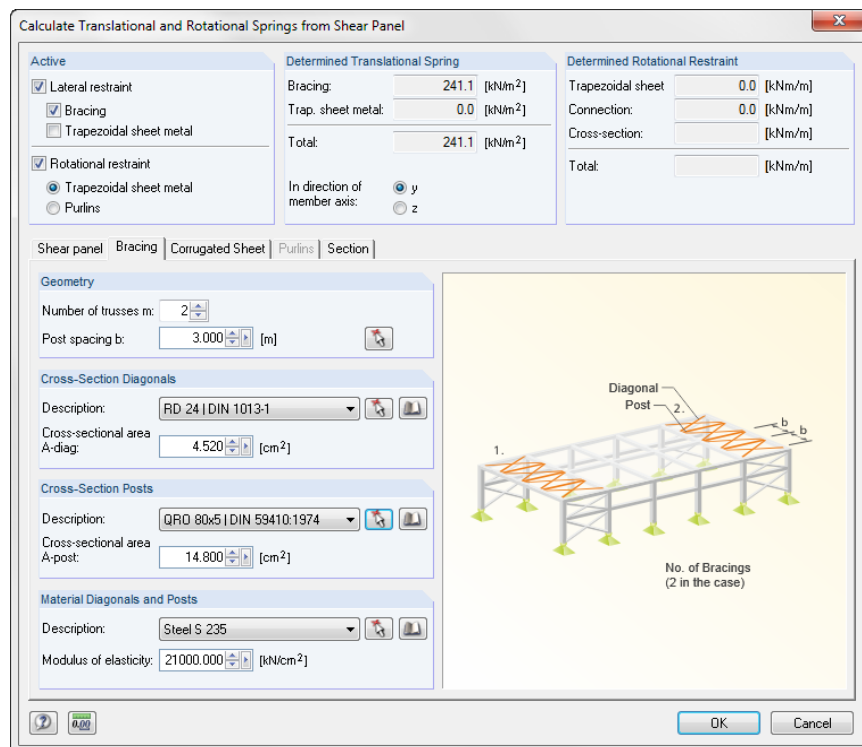 Calculate Translational and Rotational Springs from Shear Panel
Active
Lateral restraint
Bracing
Trapezoidal sheet metal
Rotational restraint
Trapezoidal sheet metal
Purlins
Determined Translational Spring
Bracing: 241.1 [kN/m²]
Trap. sheet metal: 0.0 [kN/m²]
Total: 241.1 [kN/m²]
In direction of
member axis:
y
z
Determined Rotational Restraint
Trapezoidal sheet 0.0 [kNm/m]
Connection: 0.0 [kNm/m]
Cross-section: [kNm/m]
Total: [kNm/m]
Shear panel Bracing Corrugated Sheet Purlins Section
Geometry
Number of trusses m: 2
Post spacing b: 3.000 [m]
Cross-Section Diagonals
Description: RD 24 | DIN 1013-1
Cross-sectional area
A-diag: 4.520 [cm²]
Cross-Section Posts
Description: QRO 80x5 | DIN 59410:1974
Cross-sectional area
A-post: 14.800 [cm²]
Material Diagonals and Posts
Description: Steel S 235
Modulus of elasticity: 21000.000 [kN/cm²]
Diagonal
Post
2.
b
b
1.
No. of Bracings
(2 in the case)
0.00
OK Cancel